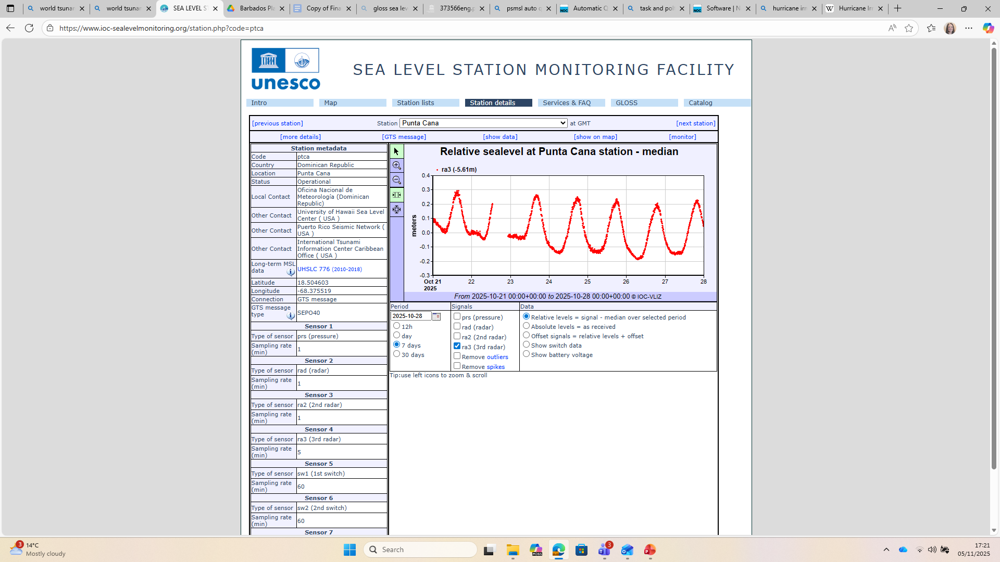 world tsunar
world tsunar
SEA LEVEL S
Barbados Pla
Copy of Fina
gloss sea lev
373566eng.p
psmsl auto q
Automatic Q
task and pol
Software | N
hurricane irm
Hurricane Irm
https://www.ioc-sealevelmonitoring.org/station.php?code=ptca
unesco
SEA LEVEL STATION MONITORING FACILITY
Intro
Map
Station lists
Station details
Services & FAQ
GLOSS
Catalog
[previous station]
Station Punta Cana at GMT
[next station]
[more details]
[GTS message]
[show data]
[show on map]
[monitor]
Station metadata
Code ptca
Country Dominican Republic
Location Punta Cana
Status Operational
Local Contact Oficina Nacional de
Meteorología (Dominican
Republic)
Other Contact University of Hawaii Sea Level
Center ( USA )
Other Contact Puerto Rico Seismic Network (
USA )
Other Contact International Tsunami
Information Center Caribbean
Office ( USA )
Long-term MSL
data UHSLC 776 (2010-2018)
Latitude 18.504603
Longitude -68.375519
Connection GTS message
GTS message
type SEPO40
Sensor 1
Type of sensor prs (pressure)
Sampling rate
(min) 1
Sensor 2
Type of sensor rad (radar)
Sampling rate
(min) 1
Sensor 3
Type of sensor ra2 (2nd radar)
Sampling rate
(min) 1
Sensor 4
Type of sensor ra3 (3rd radar)
Sampling rate
(min) 5
Sensor 5
Type of sensor sw1 (1st switch)
Sampling rate
(min) 60
Sensor 6
Type of sensor sw2 (2nd switch)
Sampling rate
(min) 60
Sensor 7
Relative sealevel at Punta Cana station - median
ra3 (-5.61m)
0.4
0.3
0.2
0.1
0.0
-0.1
-0.2
-0.3
meters
Oct 21 22 23 24 25 26 27 28
2025
From 2025-10-21 00:00+00:00 to 2025-10-28 00:00+00:00 © IOC-VLIZ
Period
2025-10-28
12h
day
7 days
30 days
Signals
prs (pressure)
rad (radar)
ra2 (2nd radar)
ra3 (3rd radar)
Remove outliers
Remove spikes
Data
Relative levels = signal - median over selected period
Absolute levels = as received
Offset signals = relative levels + offset
Show switch data
Show battery voltage
Tip:use left icons to zoom & scroll
3
14°C
Mostly cloudy
Search
M365
3
17:21
05/11/2025